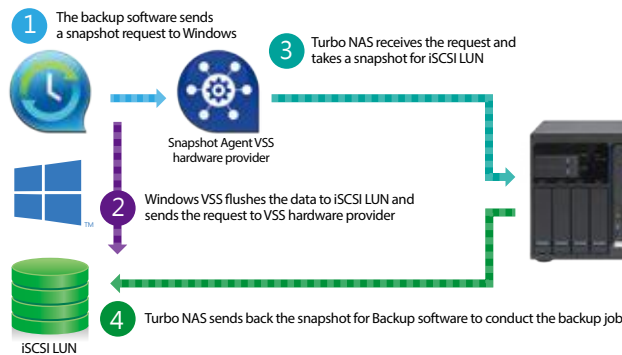 1
The backup software sends
a snapshot request to Windows
3
Turbo NAS receives the request and
takes a snapshot for iSCSI LUN
Snapshot Agent VSS
hardware provider
TM
2
Windows VSS flushes the data to iSCSI LUN and
sends the request to VSS hardware provider
4
Turbo NAS sends back the snapshot for Backup software to conduct the backup job
iSCSI LUN